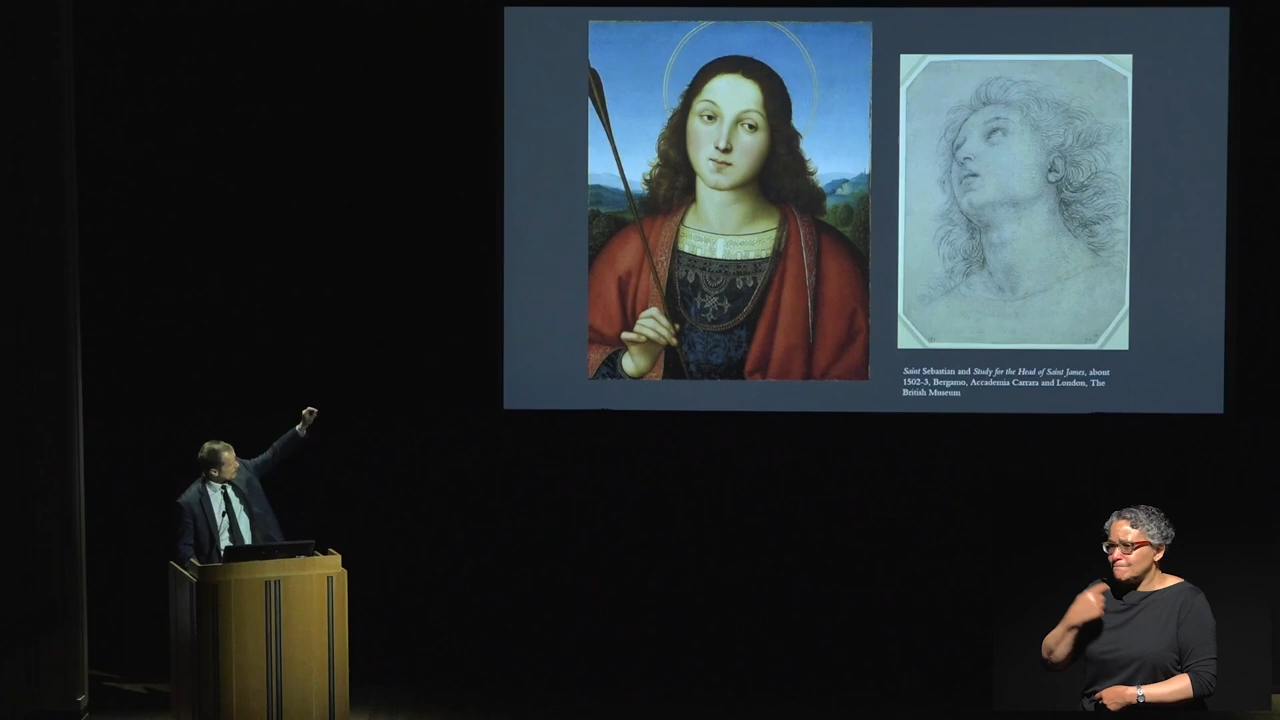 Saint Sebastian and Study for the Head of Saint James, about
1502-3, Bergamo, Accademia Carrara and London, The
British Museum